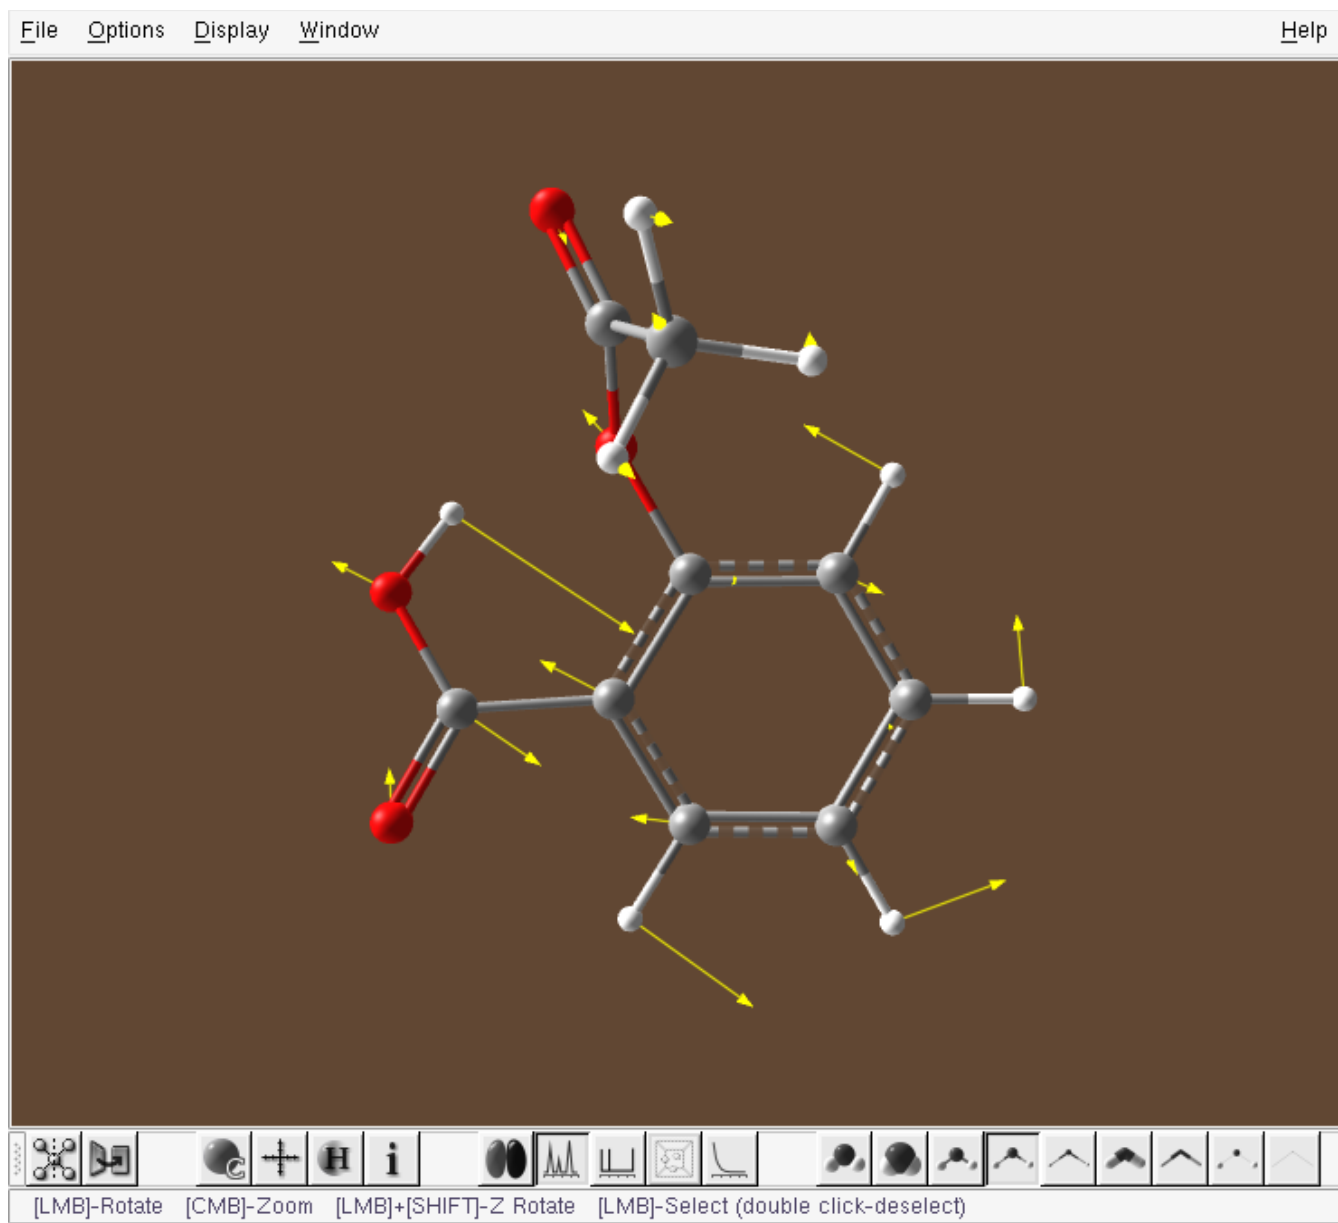 File Options Display Window Help
C H i
[LMB]-Rotate [CMB]-Zoom [LMB]+[SHIFT]-Z Rotate [LMB]-Select (double click-deselect)